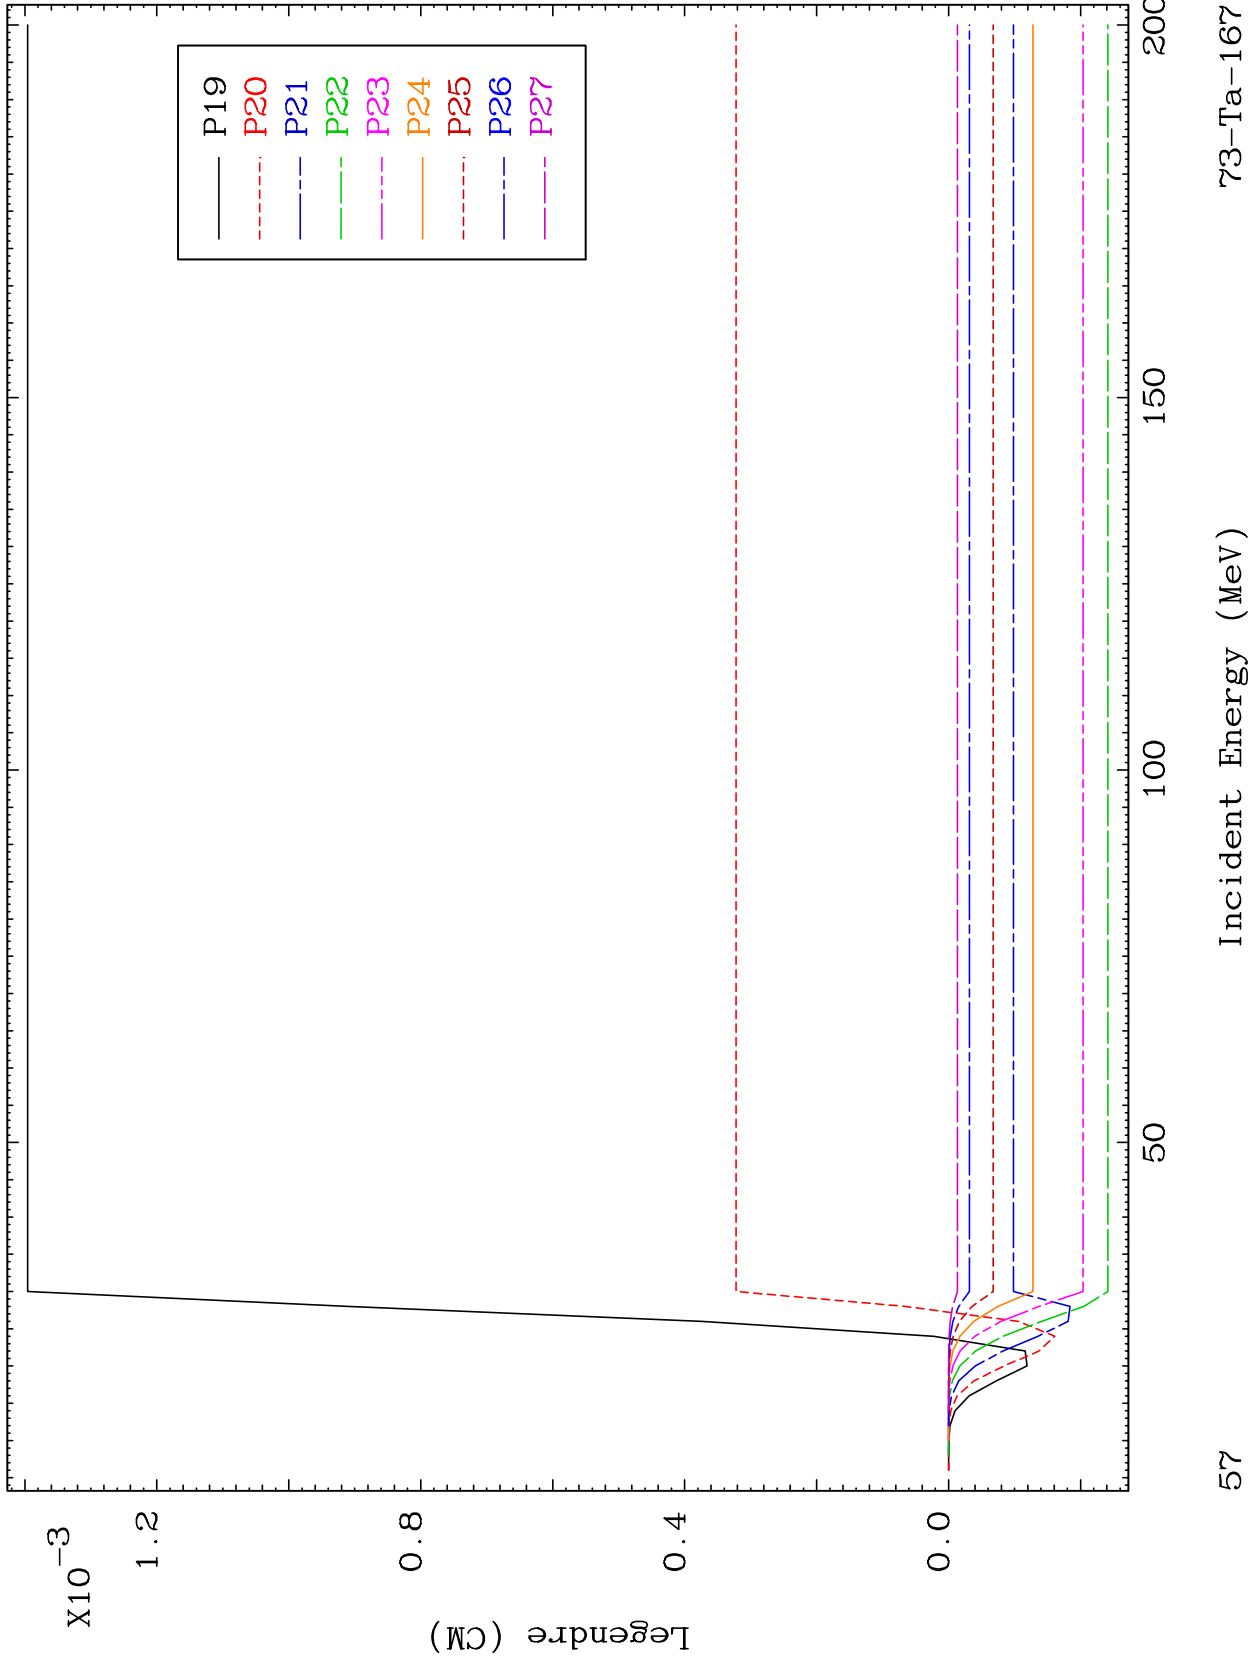 X10-3
1.2
0.8
0.4
0.0
Legendre (CM)
P19
P20
P21
P22
P23
P24
P25
P26
P27
50
100
150
200
57
Incident Energy (MeV)
73-Ta-167